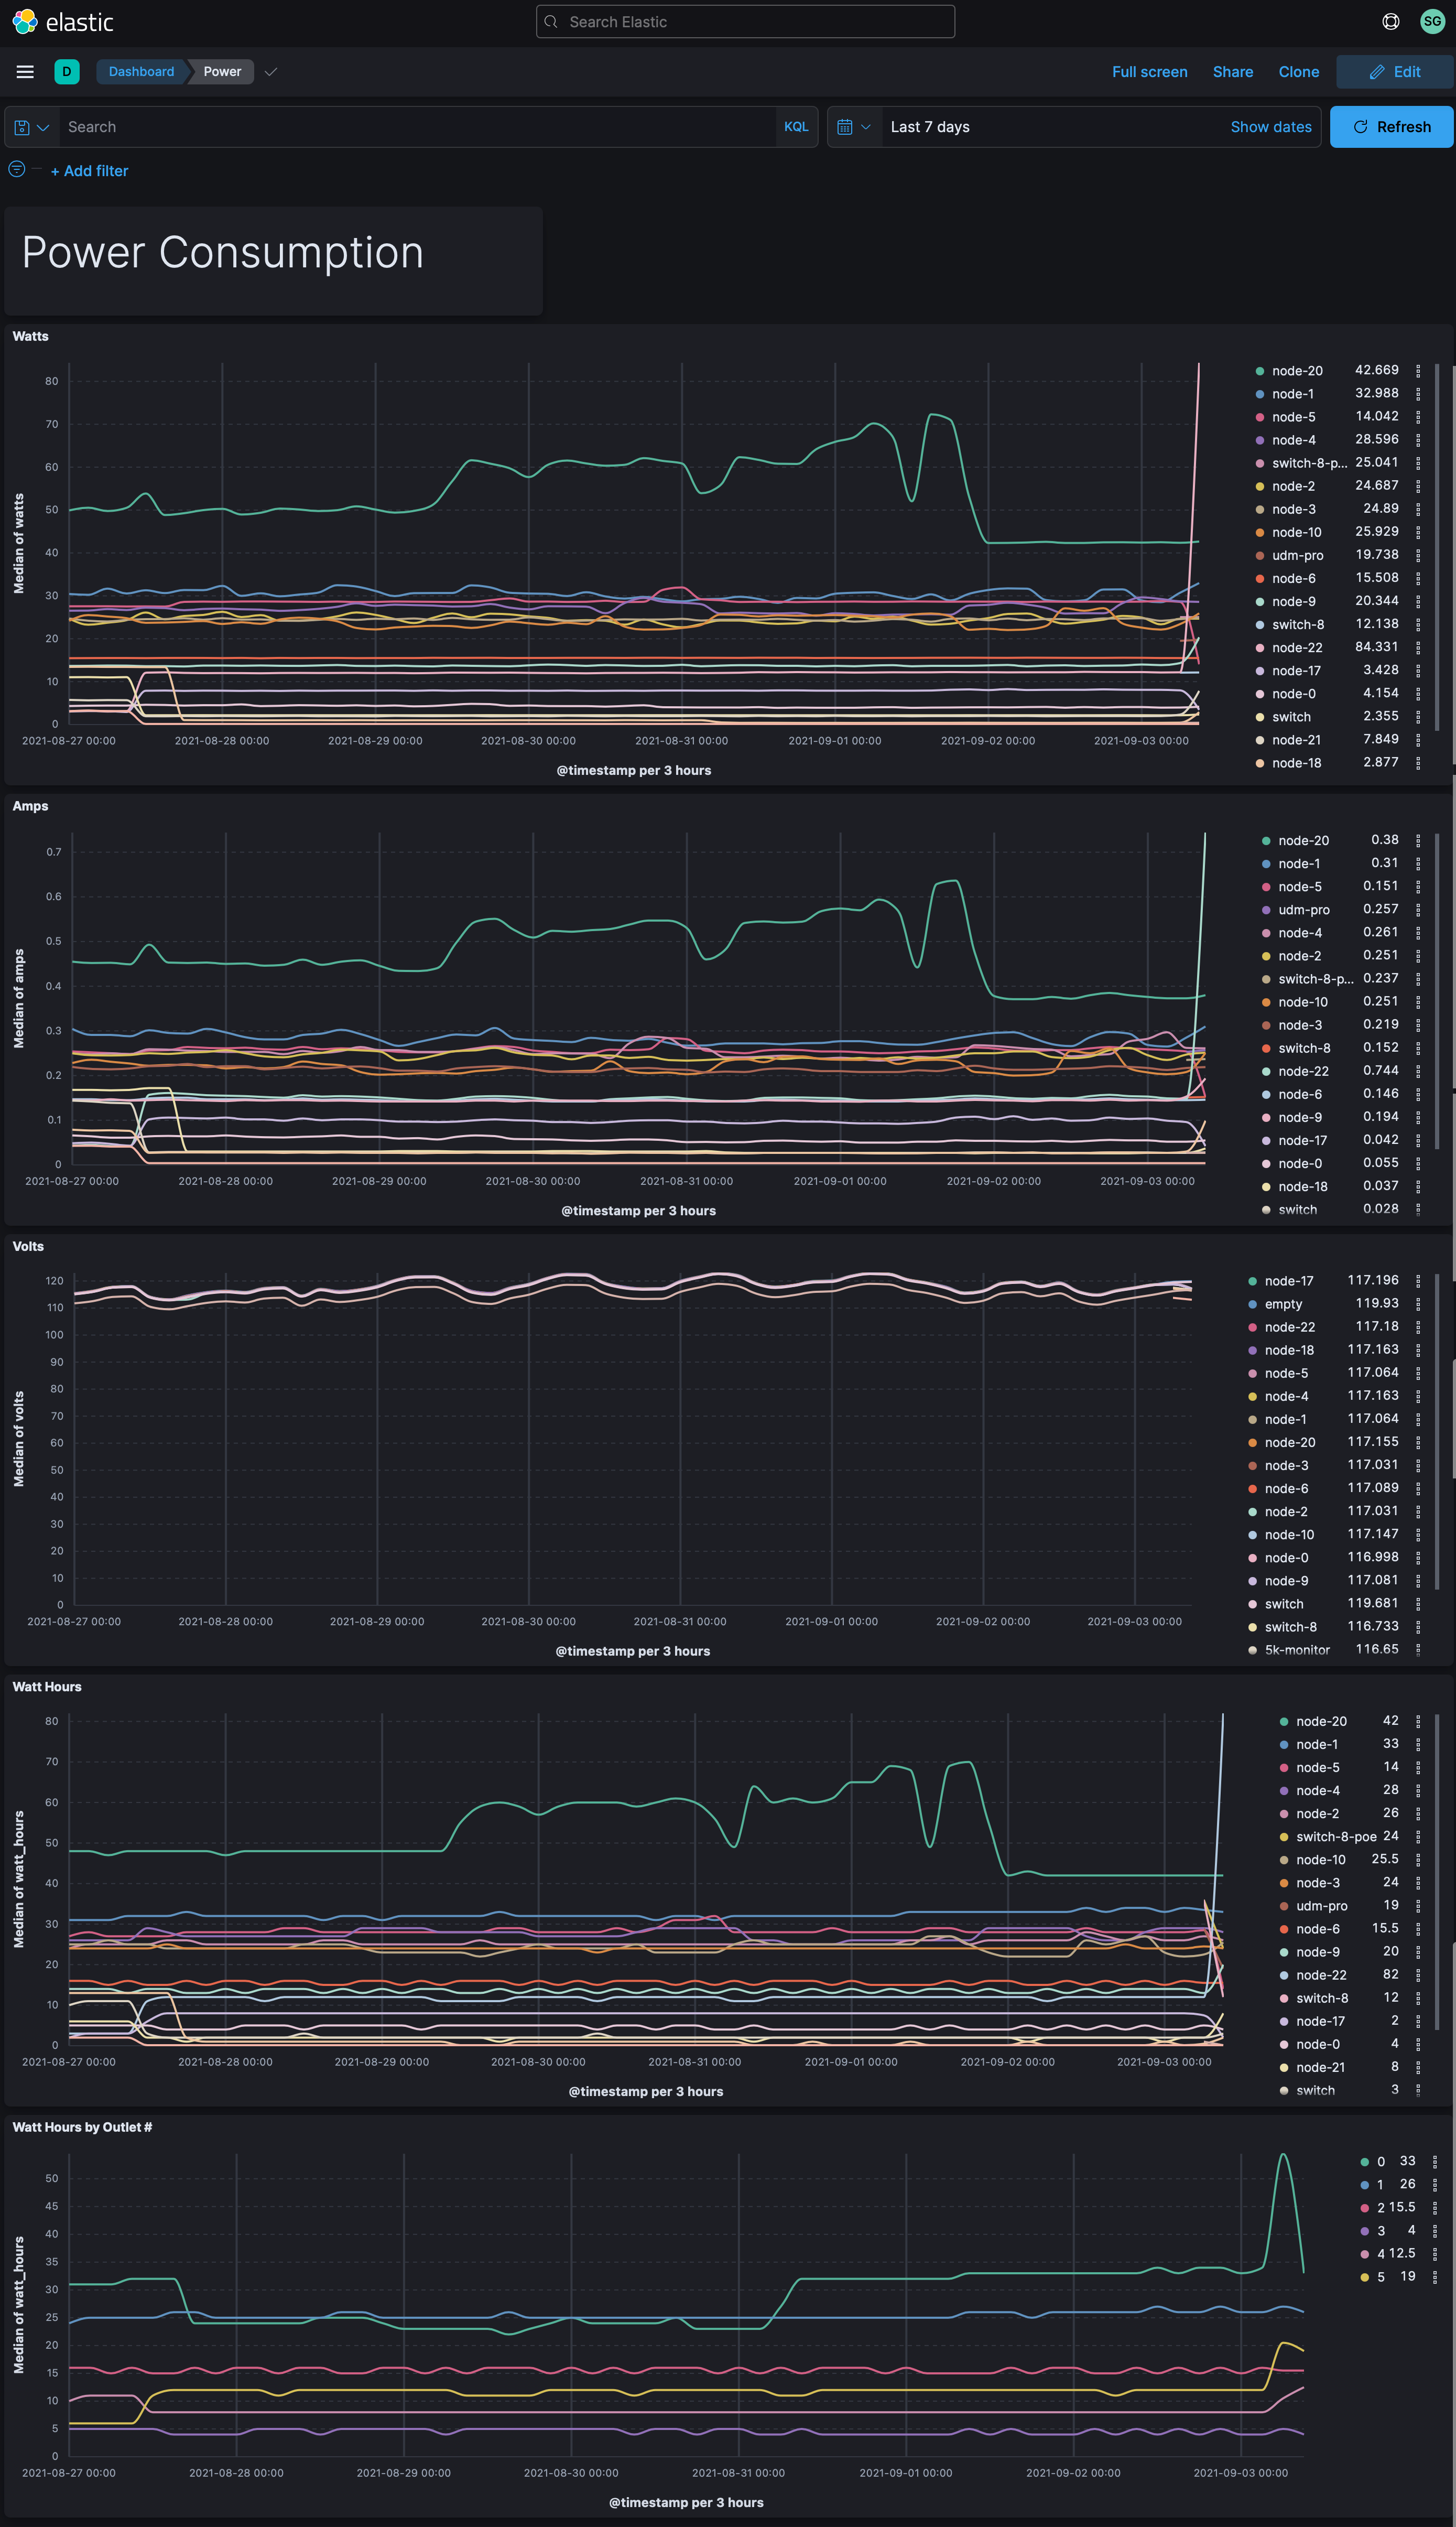 elastic
Search Elastic
SG
D Dashboard Power Full screen Share Clone Edit
Search KQL Last 7 days Show dates Refresh
+ Add filter
Power Consumption
Watts
Median of watts
80
70
60
50
40
30
20
10
0
2021-08-27 00:00 2021-08-28 00:00 2021-08-29 00:00 2021-08-30 00:00 2021-08-31 00:00 2021-09-01 00:00 2021-09-02 00:00 2021-09-03 00:00
@timestamp per 3 hours
node-20 42.669
node-1 32.988
node-5 14.042
node-4 28.596
switch-8-p... 25.041
node-2 24.687
node-3 24.89
node-10 25.929
udm-pro 19.738
node-6 15.508
node-9 20.344
switch-8 12.138
node-22 84.331
node-17 3.428
node-0 4.154
switch 2.355
node-21 7.849
node-18 2.877
Amps
Median of amps
0.7
0.6
0.5
0.4
0.3
0.2
0.1
0
2021-08-27 00:00 2021-08-28 00:00 2021-08-29 00:00 2021-08-30 00:00 2021-08-31 00:00 2021-09-01 00:00 2021-09-02 00:00 2021-09-03 00:00
@timestamp per 3 hours
node-20 0.38
node-1 0.31
node-5 0.151
udm-pro 0.257
node-4 0.261
node-2 0.251
switch-8-p... 0.237
node-10 0.251
node-3 0.219
switch-8 0.152
node-22 0.744
node-6 0.146
node-9 0.194
node-17 0.042
node-0 0.055
node-18 0.037
switch 0.028
Volts
Median of volts
120
110
100
90
80
70
60
50
40
30
20
10
0
2021-08-27 00:00 2021-08-28 00:00 2021-08-29 00:00 2021-08-30 00:00 2021-08-31 00:00 2021-09-01 00:00 2021-09-02 00:00 2021-09-03 00:00
@timestamp per 3 hours
node-17 117.196
empty 119.93
node-22 117.18
node-18 117.163
node-5 117.064
node-4 117.163
node-1 117.064
node-20 117.155
node-3 117.031
node-6 117.089
node-2 117.031
node-10 117.147
node-0 116.998
node-9 117.081
switch 119.681
switch-8 116.733
5k-monitor 116.65
Watt Hours
Median of watt_hours
80
70
60
50
40
30
20
10
0
2021-08-27 00:00 2021-08-28 00:00 2021-08-29 00:00 2021-08-30 00:00 2021-08-31 00:00 2021-09-01 00:00 2021-09-02 00:00 2021-09-03 00:00
@timestamp per 3 hours
node-20 42
node-1 33
node-5 14
node-4 28
node-2 26
switch-8-poe 24
node-10 25.5
node-3 24
udm-pro 19
node-6 15.5
node-9 20
node-22 82
switch-8 12
node-17 2
node-0 4
node-21 8
switch 3
Watt Hours by Outlet #
Median of watt_hours
50
45
40
35
30
25
20
15
10
5
0
2021-08-27 00:00 2021-08-28 00:00 2021-08-29 00:00 2021-08-30 00:00 2021-08-31 00:00 2021-09-01 00:00 2021-09-02 00:00 2021-09-03 00:00
@timestamp per 3 hours
0 33
1 26
2 15.5
3 4
4 12.5
5 19